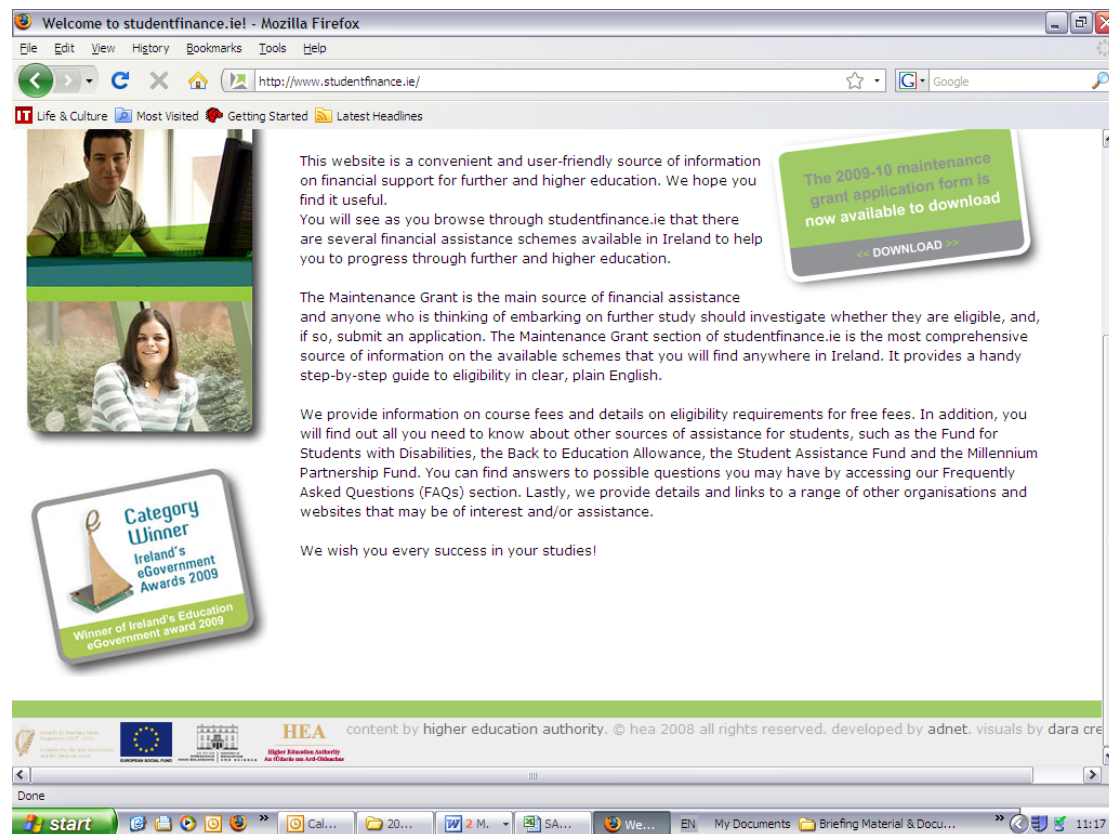 Welcome to studentfinance.ie! - Mozilla Firefox
File Edit View History Bookmarks Tools Help
http://www.studentfinance.ie/
G Google
IT Life & Culture Most Visited Getting Started Latest Headlines
This website is a convenient and user-friendly source of information
on financial support for further and higher education. We hope you
find it useful.
You will see as you browse through studentfinance.ie that there
are several financial assistance schemes available in Ireland to help
you to progress through further and higher education.
The 2009-10 maintenance
grant application form is
now available to download
<< DOWNLOAD >>
The Maintenance Grant is the main source of financial assistance
and anyone who is thinking of embarking on further study should investigate whether they are eligible, and,
if so, submit an application. The Maintenance Grant section of studentfinance.ie is the most comprehensive
source of information on the available schemes that you will find anywhere in Ireland. It provides a handy
step-by-step guide to eligibility in clear, plain English.
We provide information on course fees and details on eligibility requirements for free fees. In addition, you
will find out all you need to know about other sources of assistance for students, such as the Fund for
Students with Disabilities, the Back to Education Allowance, the Student Assistance Fund and the Millennium
Partnership Fund. You can find answers to possible questions you may have by accessing our Frequently
Asked Questions (FAQs) section. Lastly, we provide details and links to a range of other organisations and
websites that may be of interest and/or assistance.
We wish you every success in your studies!
Category
Winner
Ireland's
eGovernment
Awards 2009
Winner of Ireland's Education
eGovernment award 2009
EUROPEAN SOCIAL FUND
HEA
Higher Education Authority
An tÚdarás um Ard-Oideachas
content by higher education authority. © hea 2008 all rights reserved. developed by adnet. visuals by dara cre
Done
start Cal... 20... 2 M. SA... We... EN My Documents Briefing Material & Docu... 11:17